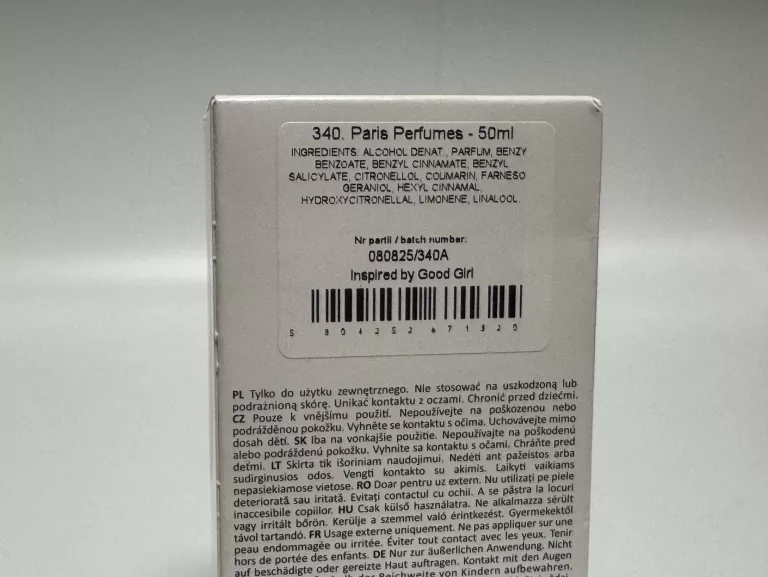 340. Paris Perfumes - 50ml
INGREDIENTS: ALCOHOL DENAT., PARFUM, BENZY
BENZOATE, BENZYL CINNAMATE, BENZYL
SALICYLATE, CITRONELLOL, COUMARIN, FARNESO
GERANIOL, HEXYL CINNAMAL,
HYDROXYCITRONELLAL, LIMONENE, LINALOOL.
Nr partii / batch number:
080825/340A
Inspired by Good Girl
5 904252 671320
PL Tylko do użytku zewnętrznego. Nie stosować na uszkodzoną lub
podrażnioną skórę. Unikać kontaktu z oczami. Chronić przed dziećmi.
CZ Pouze k vnějšímu použití. Nepoužívejte na poškozenou nebo
podrážděnou pokožku. Vyhněte se kontaktu s očima. Uchovávejte mimo
dosah dětí. SK Iba na vonkajšie použitie. Nepoužívajte na poškodenú
alebo podráždenú pokožku. Vyhnite sa kontaktu s očami. Chráňte pred
deťmi. LT Skirta tik išoriniam naudojimui. Nedėti ant pažeistos arba
sudirginusios odos. Vengti kontakto su akimis. Laikyti vaikams
nepasiekiamose vietose. RO Doar pentru uz extern. Nu utilizați pe piele
deteriorată sau iritată. Evitați contactul cu ochii. A se păstra la locuri
inaccesibile copiilor. HU Csak külső használatra. Ne alkalmazza sérült
vagy irritált bőrön. Kerülje a szemmel való érintkezést. Gyermekektől
távol tartandó. FR Usage externe uniquement. Ne pas appliquer sur une
peau endommagée ou irritée. Éviter tout contact avec les yeux. Tenir
hors de portée des enfants. DE Nur zur äußerlichen Anwendung. Nicht
auf beschädigte oder gereizte Haut auftragen. Kontakt mit den Augen
Reichweite von Kindern aufbewahren.